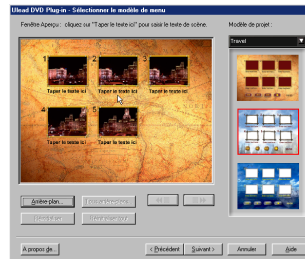 Ulead DVD Plug-in - Sélectionner le modèle de menu
Fenêtre Aperçu : cliquez sur "Taper le texte ici" pour saisir le texte de scène.
Modèle de projet :
Travel
1 2 3
Taper le texte ici Taper le texte ici Taper le texte ici
4 5
Taper le texte ici Taper le texte ici
Arrière-plan...
A propos de...
< Précédent Suivant > Annuler Aide